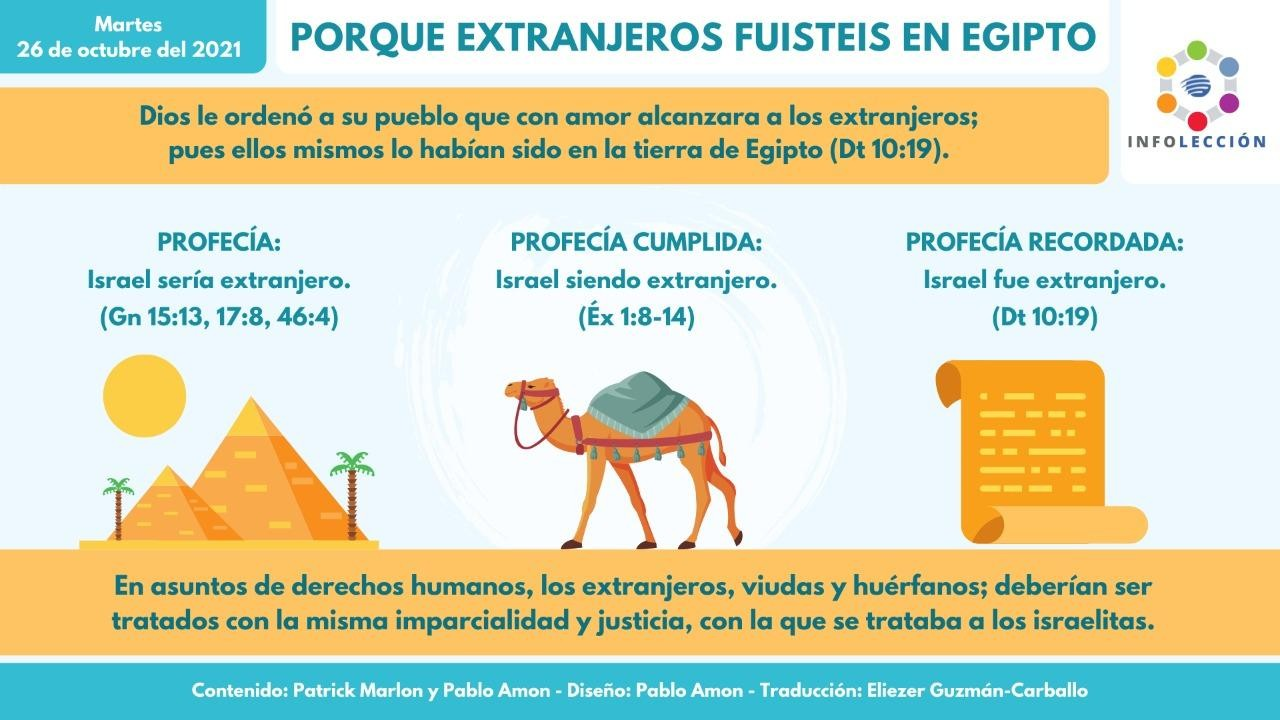 Martes
26 de octubre del 2021
PORQUE EXTRANJEROS FUISTEIS EN EGIPTO
INFOLECCIÓN
Dios le ordenó a su pueblo que con amor alcanzara a los extranjeros;
pues ellos mismos lo habían sido en la tierra de Egipto (Dt 10:19).
PROFECÍA:
Israel sería extranjero.
(Gn 15:13, 17:8, 46:4)
PROFECÍA CUMPLIDA:
Israel siendo extranjero.
(Éx 1:8-14)
PROFECÍA RECORDADA:
Israel fue extranjero.
(Dt 10:19)
En asuntos de derechos humanos, los extranjeros, viudas y huérfanos; deberían ser
tratados con la misma imparcialidad y justicia, con la que se trataba a los israelitas.
Contenido: Patrick Marlon y Pablo Amon - Diseño: Pablo Amon - Traducción: Eliezer Guzmán-Carballo